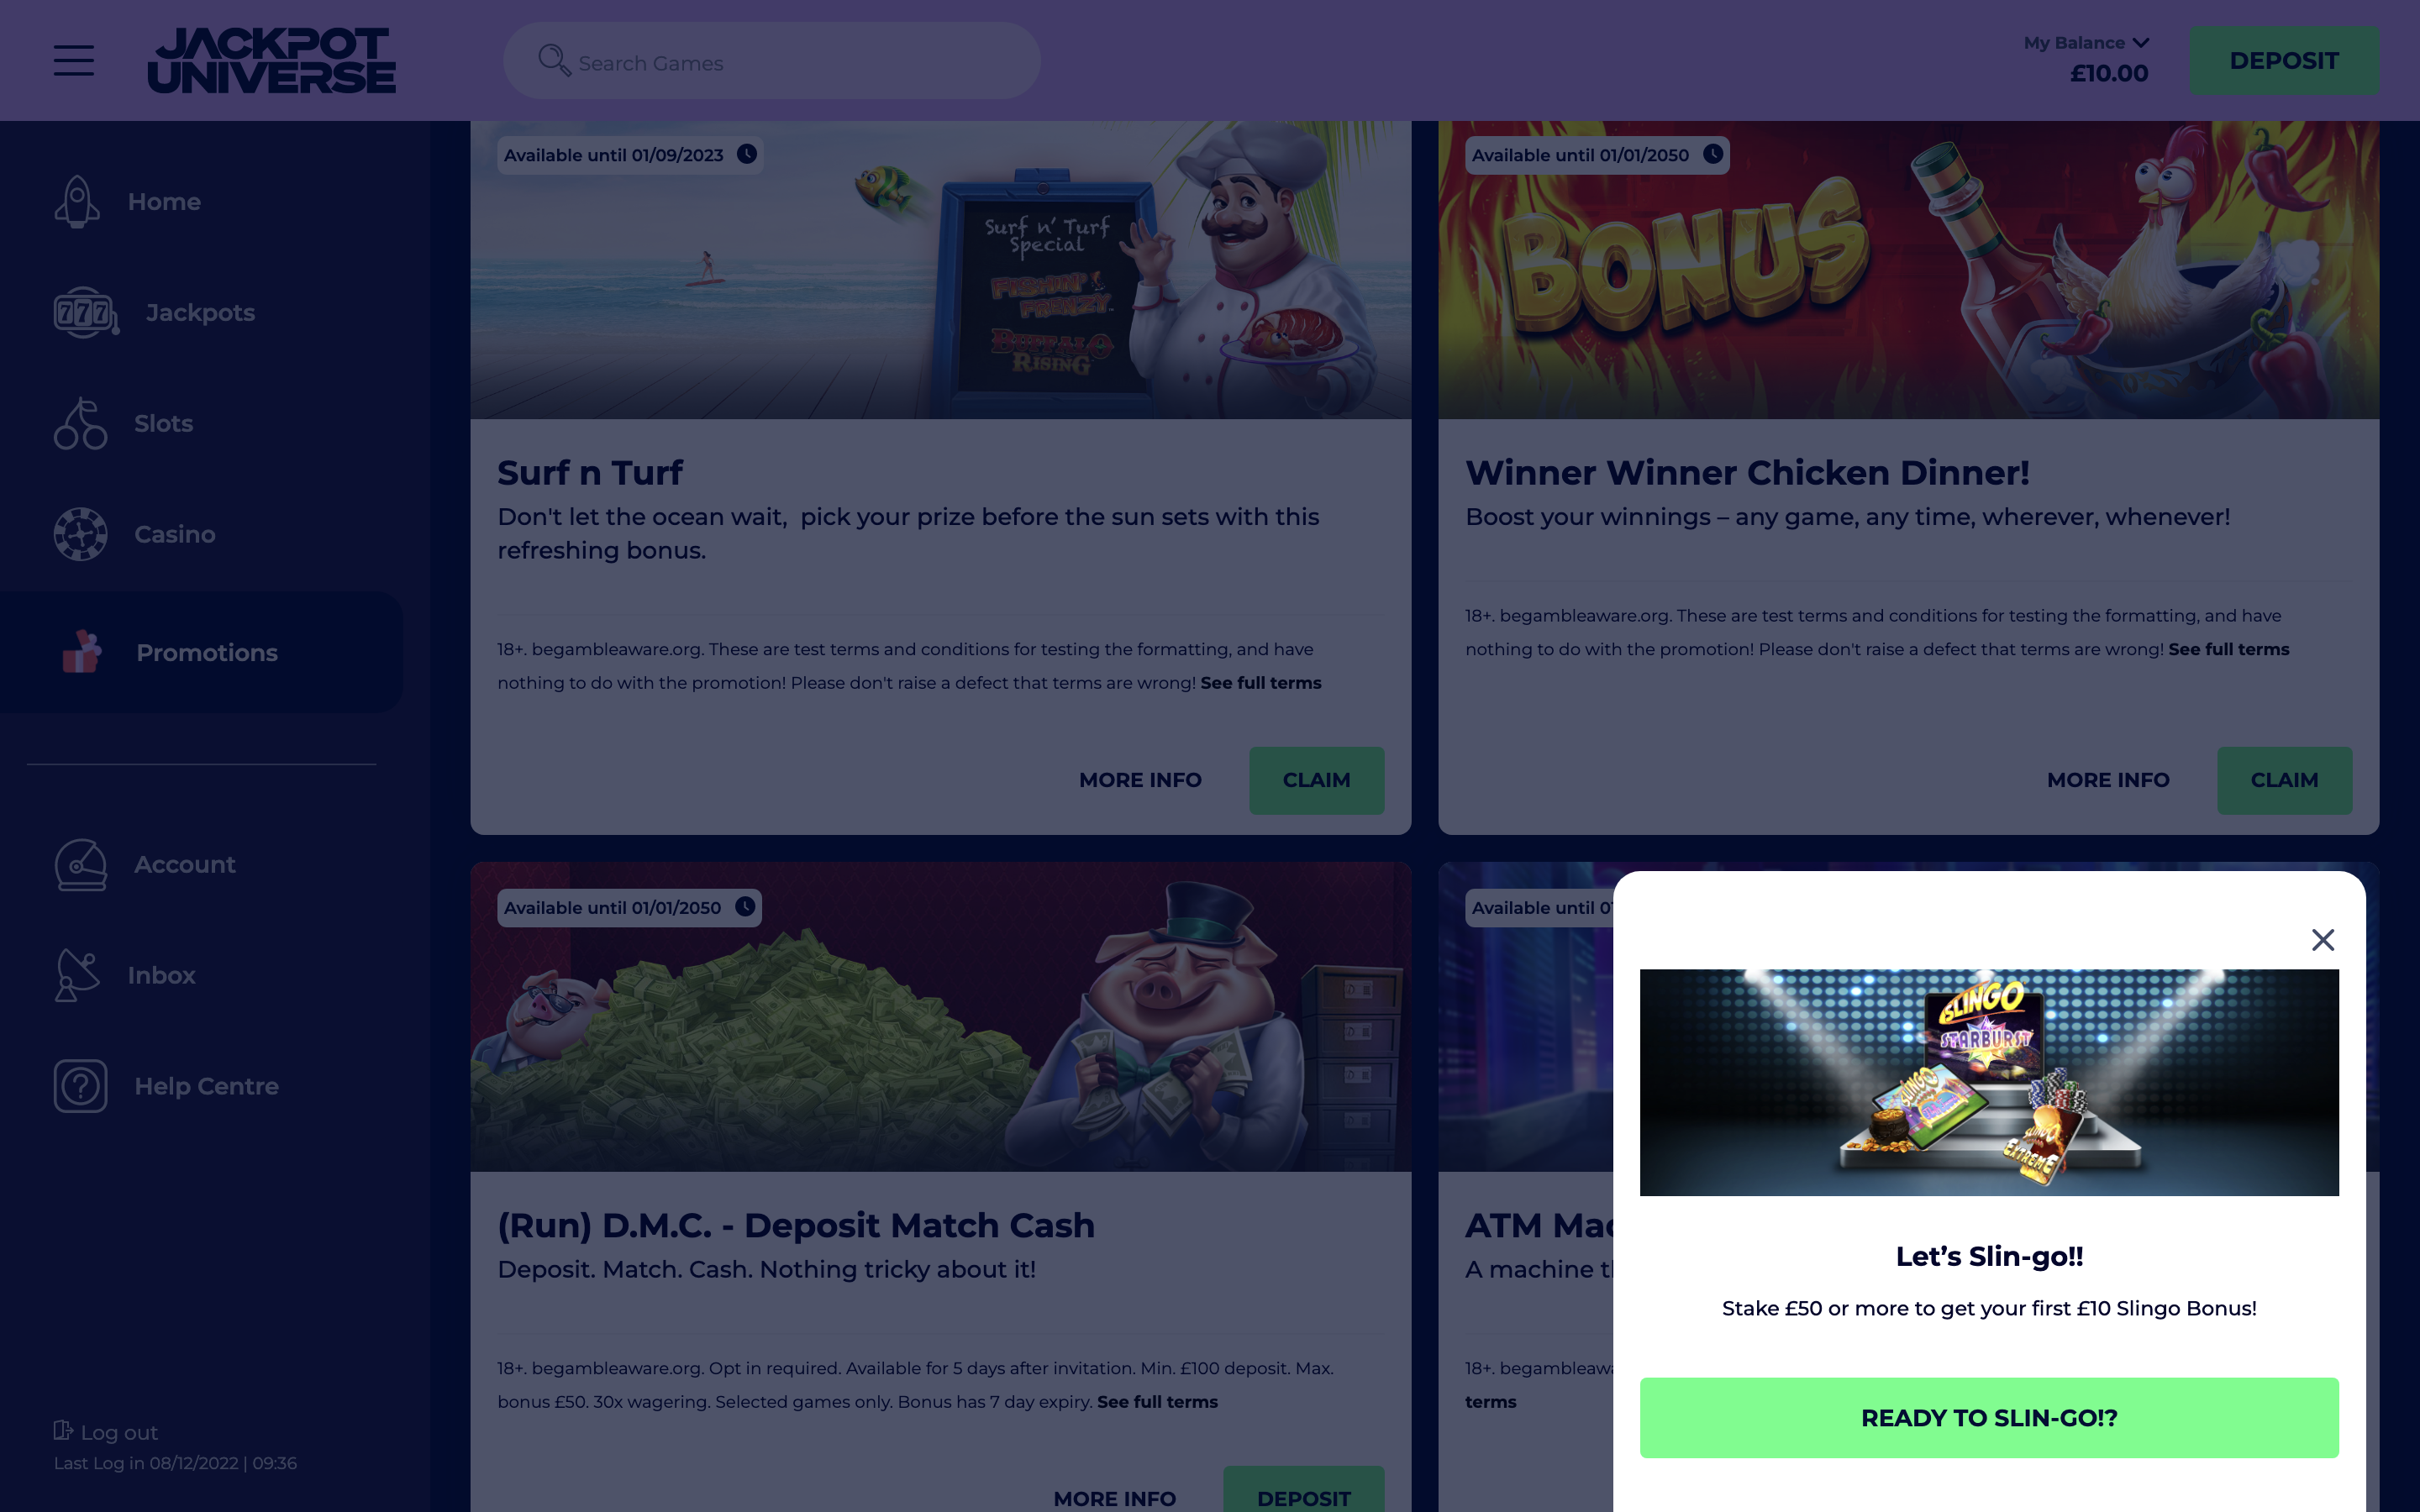 JACKPOT
UNIVERSE
Search Games
My Balance
£10.00
DEPOSIT
Home
Jackpots
Slots
Casino
Promotions
Account
Inbox
Help Centre
Log out
Last Log in 08/12/2022 | 09:36
Available until 01/09/2023
Surf n' Turf
Special
FISHIN'
FRENZY
BUFFALO
RISING
Surf n Turf
Don't let the ocean wait,  pick your prize before the sun sets with this
refreshing bonus.
18+. begambleaware.org. These are test terms and conditions for testing the formatting, and have
nothing to do with the promotion! Please don't raise a defect that terms are wrong! See full terms
MORE INFO
CLAIM
Available until 01/01/2050
BONUS
Winner Winner Chicken Dinner!
Boost your winnings – any game, any time, wherever, whenever!
18+. begambleaware.org. These are test terms and conditions for testing the formatting, and have
nothing to do with the promotion! Please don't raise a defect that terms are wrong! See full terms
MORE INFO
CLAIM
Available until 01/01/2050
(Run) D.M.C. - Deposit Match Cash
Deposit. Match. Cash. Nothing tricky about it!
18+. begambleaware.org. Opt in required. Available for 5 days after invitation. Min. £100 deposit. Max.
bonus £50. 30x wagering. Selected games only. Bonus has 7 day expiry. See full terms
MORE INFO
DEPOSIT
Available until
ATM
A machine
18+.
terms
SLINGO
STARBURST
SLINGO
SLINGO
EXTREME
Let’s Slin-go!!
Stake £50 or more to get your first £10 Slingo Bonus!
READY TO SLIN-GO!?